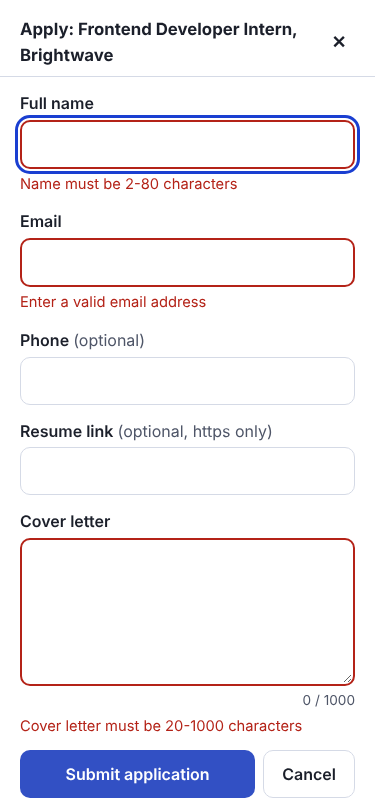 Apply: Frontend Developer Intern,
Brightwave
✕
Full name
Name must be 2-80 characters
Email
Enter a valid email address
Phone (optional)
Resume link (optional, https only)
Cover letter
0 / 1000
Cover letter must be 20-1000 characters
Submit application
Cancel